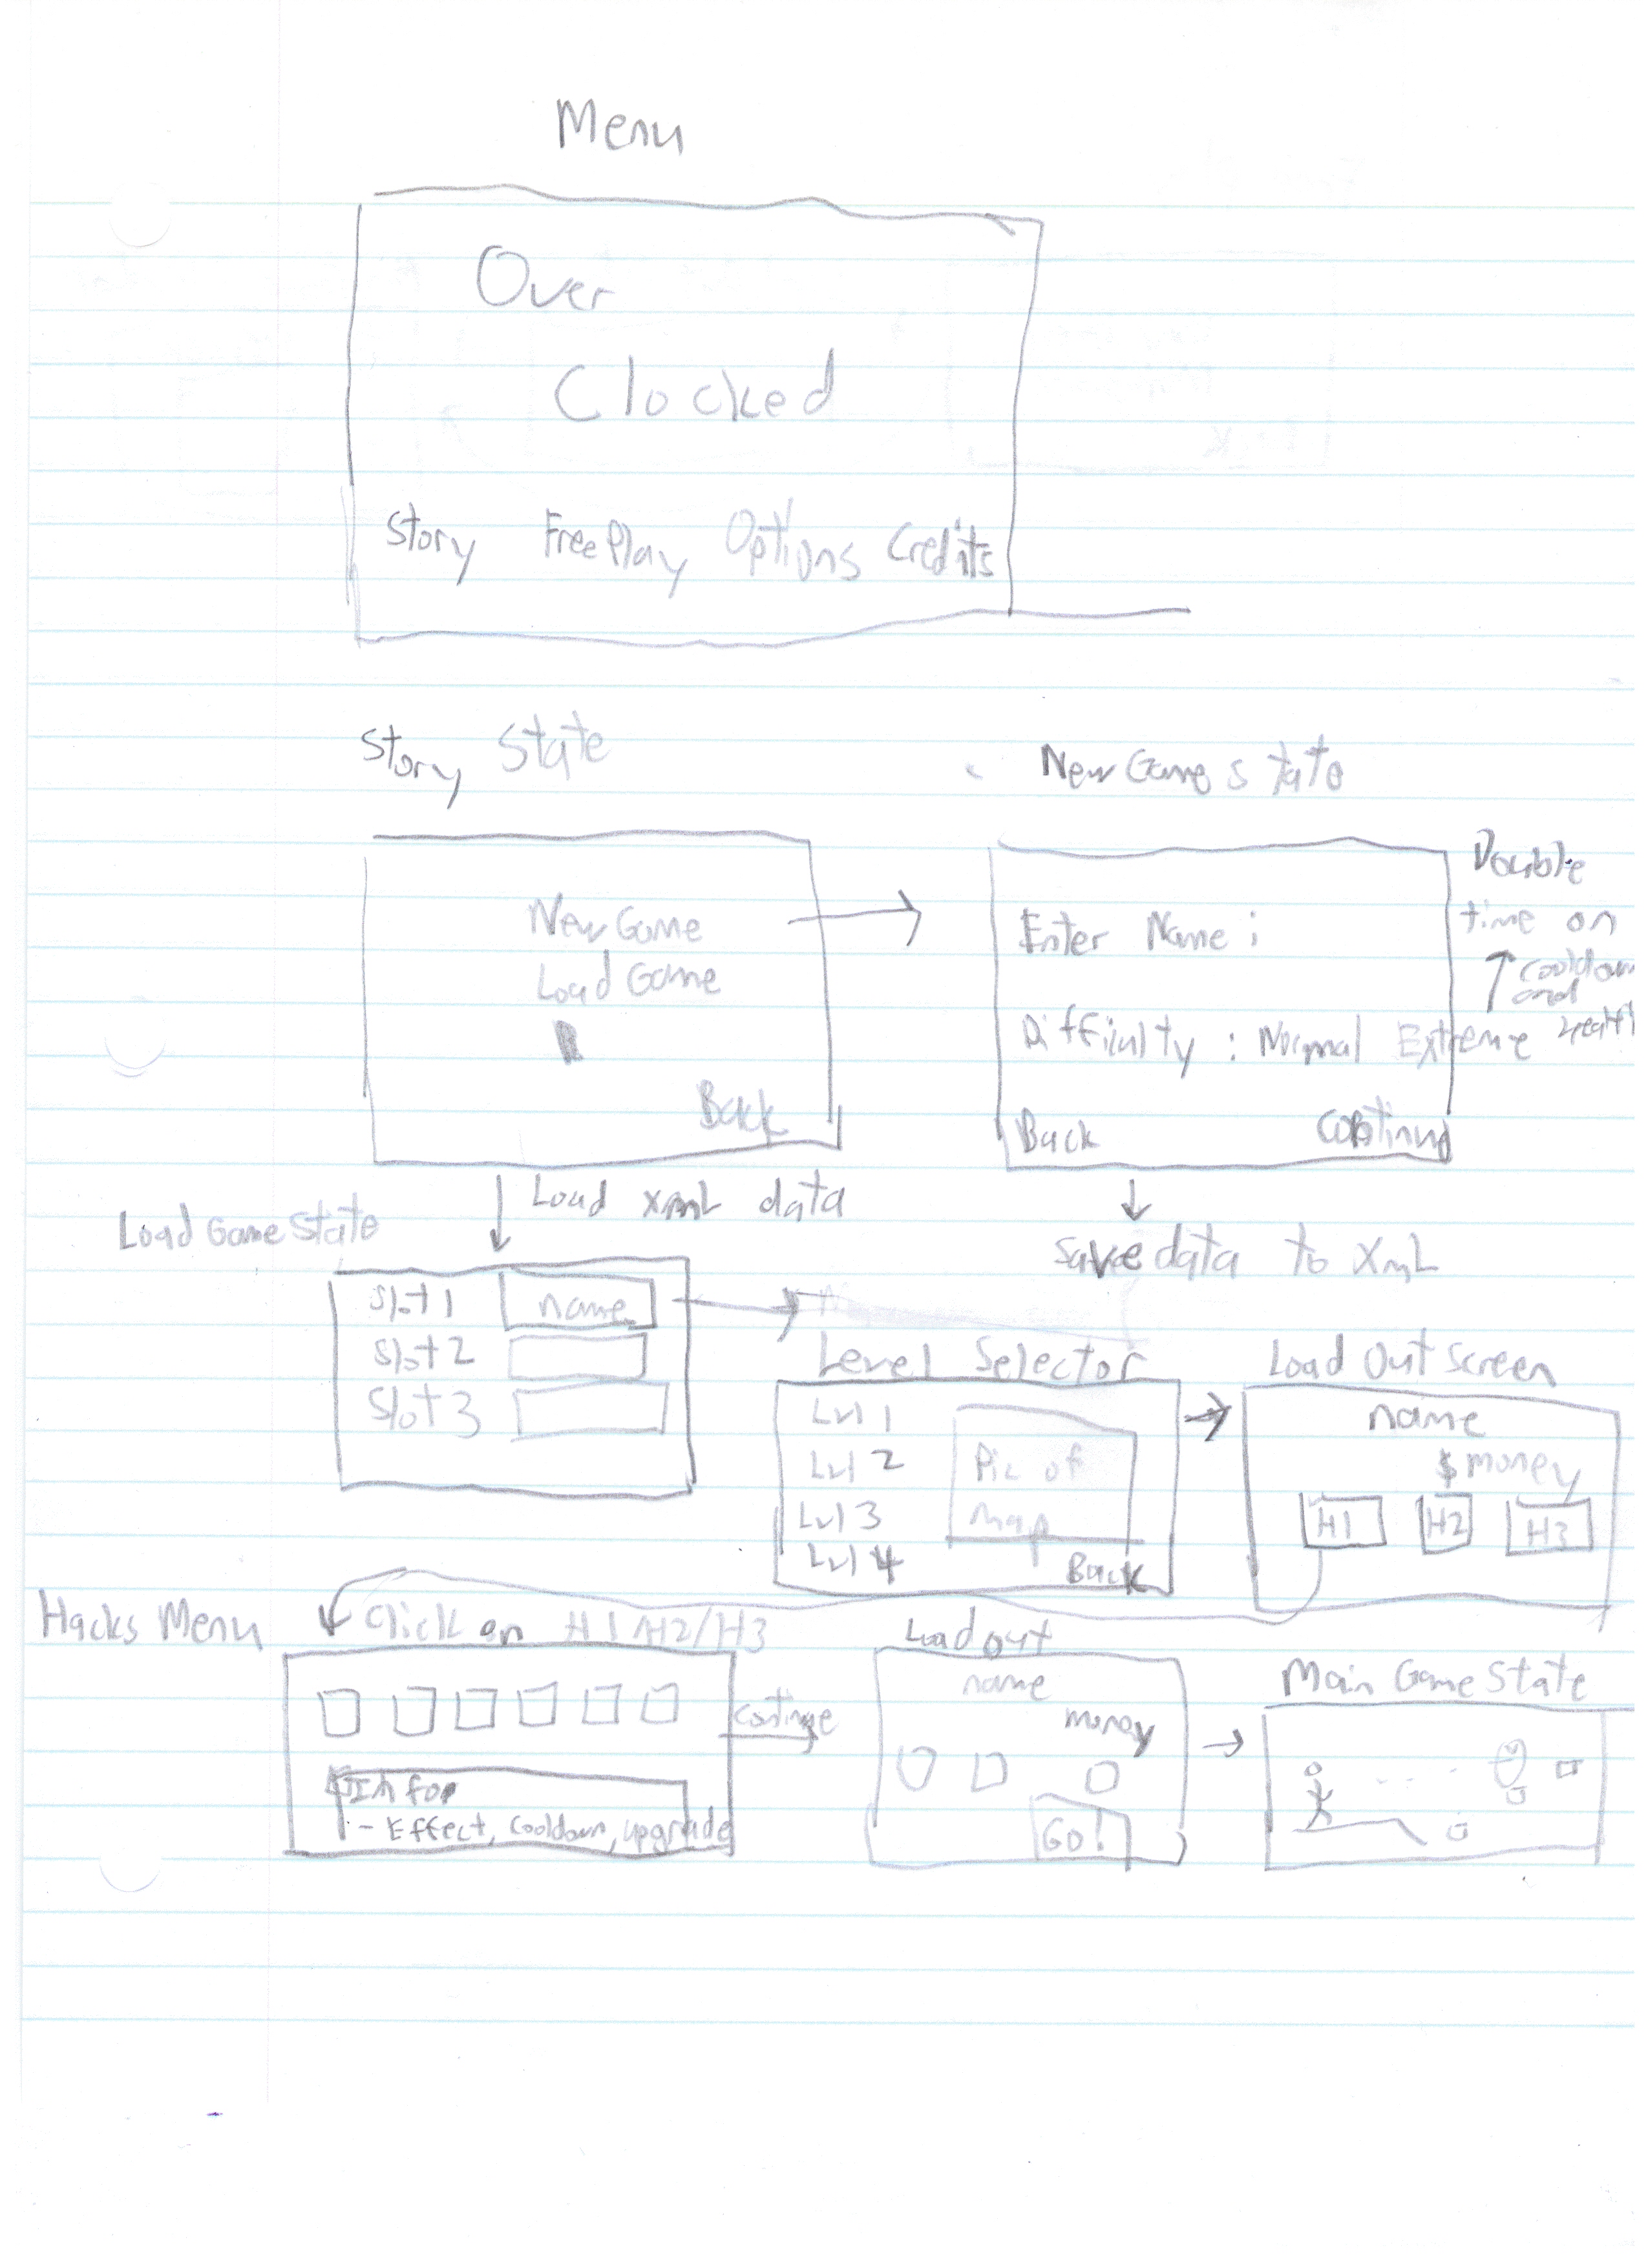 Menu
Over
Clocked
Story FreePlay Options Credits
Story State
New Game State
New Game
Load Game
Back
Enter Name :
Difficulty : Normal Extreme
Back Continu
Double
time on
cooldown
and
Load XmL data
Load Game State
Save data to XmL
Slot 1 name
Slot 2
Slot 3
Level Selector
Lvl 1
Lvl 2
Lvl 3
Lvl 4
Pic of
Map
Back
Load Out Screen
name
$ money
H1 H2 H3
Hacks Menu
Click on H1/H2/H3
Info
- Effect, Cooldown, upgrade
continue
Load out
name
money
Go!
Main Game State